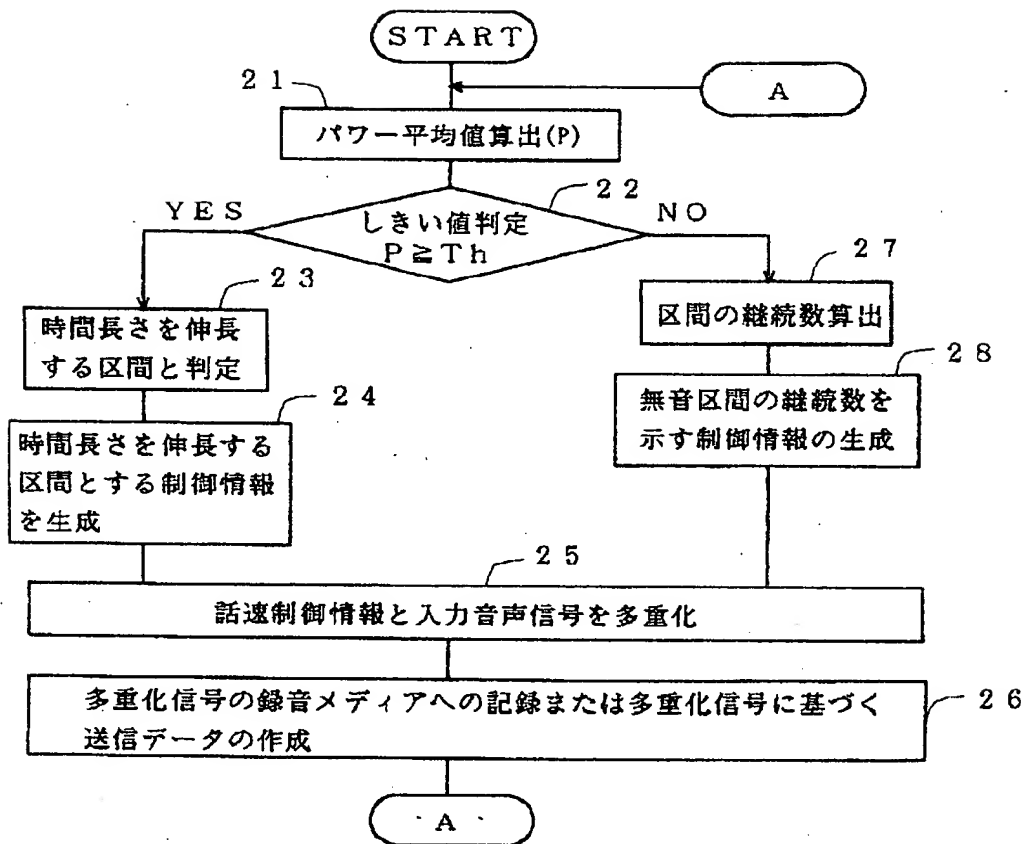 START
A
21
パワー平均値算出(P)
22
しきい値判定
P≧Th
YES
NO
23
時間長さを伸長
する区間と判定
27
区間の継続数算出
24
時間長さを伸長する
区間とする制御情報
を生成
28
無音区間の継続数を
示す制御情報の生成
25
話速制御情報と入力音声信号を多重化
26
多重化信号の録音メディアへの記録または多重化信号に基づく
送信データの作成
A